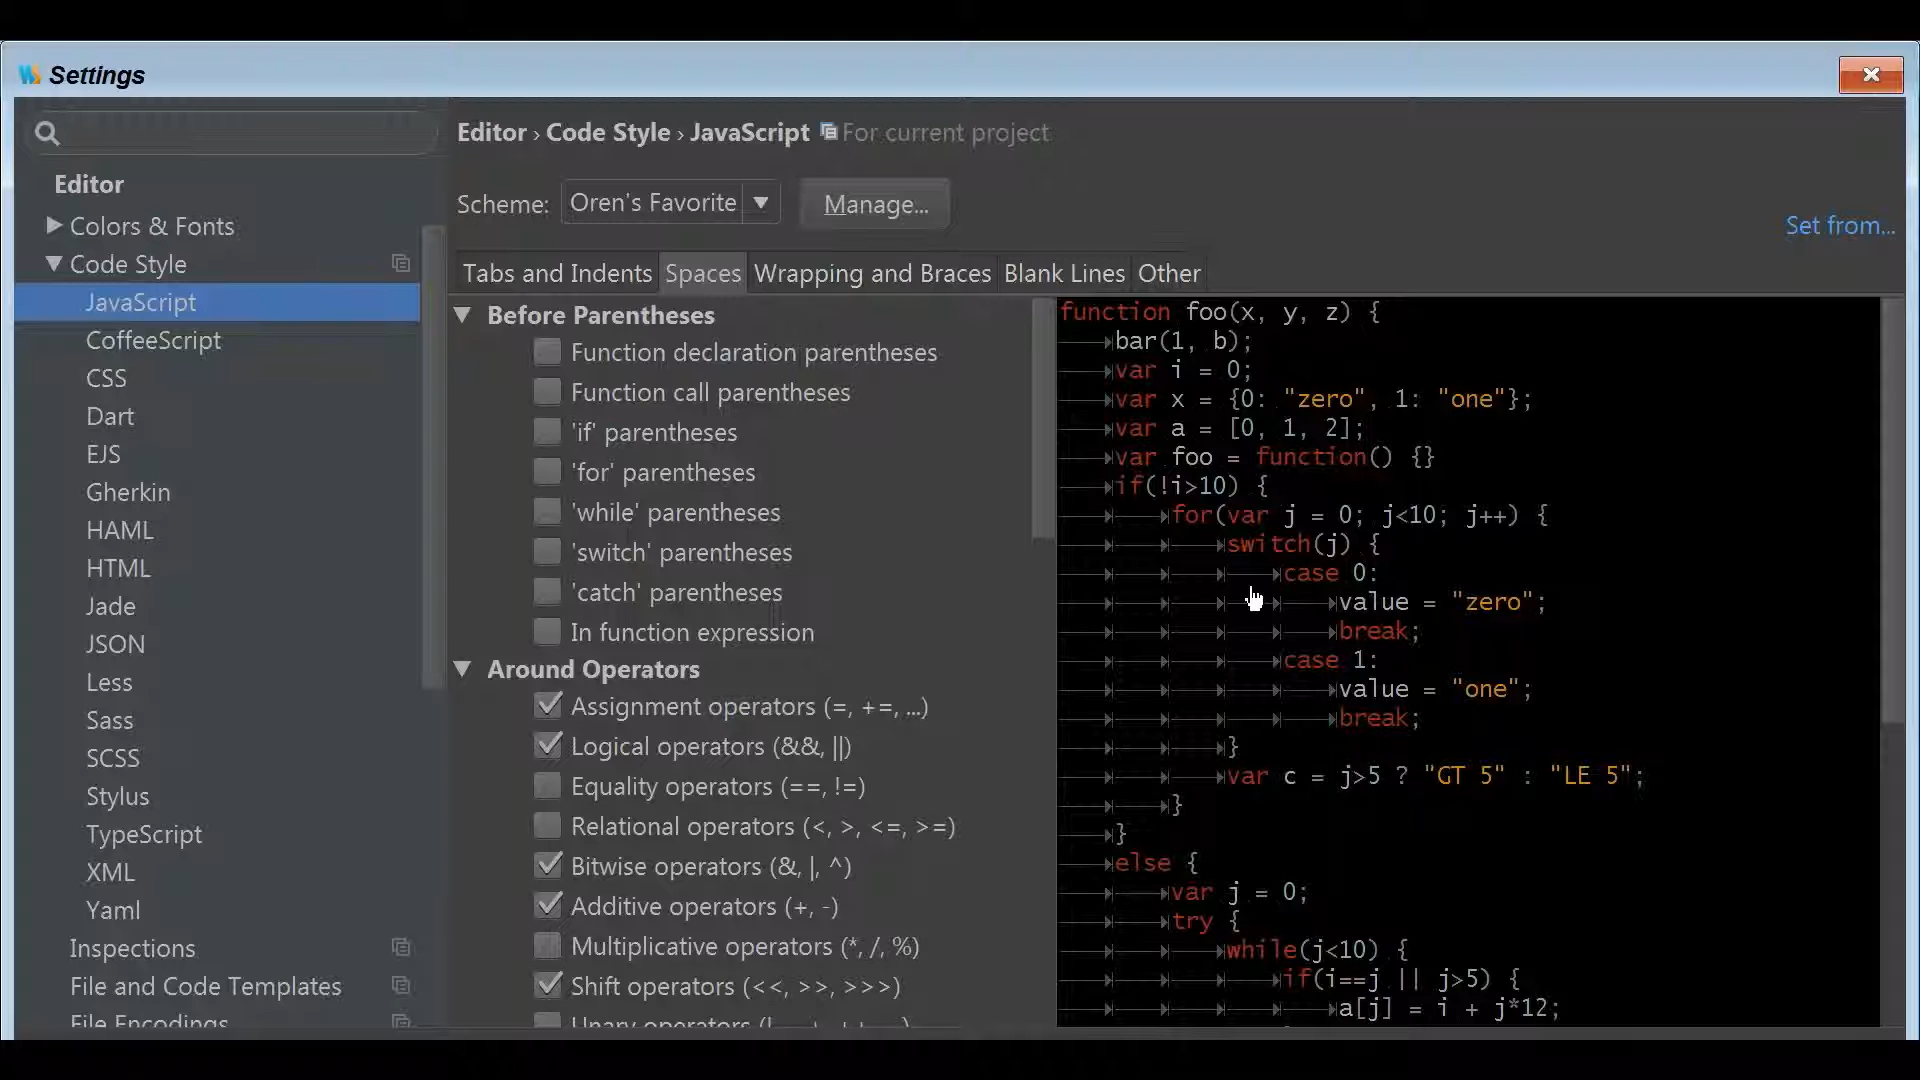 Settings
Editor › Code Style › JavaScript For current project
Scheme: Oren's Favorite Manage...
Set from...
Tabs and Indents Spaces Wrapping and Braces Blank Lines Other
Editor
Colors & Fonts
Code Style
JavaScript
CoffeeScript
CSS
Dart
EJS
Gherkin
HAML
HTML
Jade
JSON
Less
Sass
SCSS
Stylus
TypeScript
XML
Yaml
Inspections
File and Code Templates
File Encodings
Before Parentheses
Function declaration parentheses
Function call parentheses
'if' parentheses
'for' parentheses
'while' parentheses
'switch' parentheses
'catch' parentheses
In function expression
Around Operators
Assignment operators (=, +=, ...)
Logical operators (&&, ||)
Equality operators (==, !=)
Relational operators (<, >, <=, >=)
Bitwise operators (&, |, ^)
Additive operators (+, -)
Multiplicative operators (*, /, %)
Shift operators (<<, >>, >>>)
Unary operators
function foo(x, y, z) {
bar(1, b);
var i = 0;
var x = {0: "zero", 1: "one"};
var a = [0, 1, 2];
var foo = function() {}
if(!i>10) {
for(var j = 0; j<10; j++) {
switch(j) {
case 0:
value = "zero";
break;
case 1:
value = "one";
break;
}
var c = j>5 ? "GT 5" : "LE 5";
}
}
else {
var j = 0;
try {
while(j<10) {
if(i==j || j>5) {
a[j] = i + j*12;